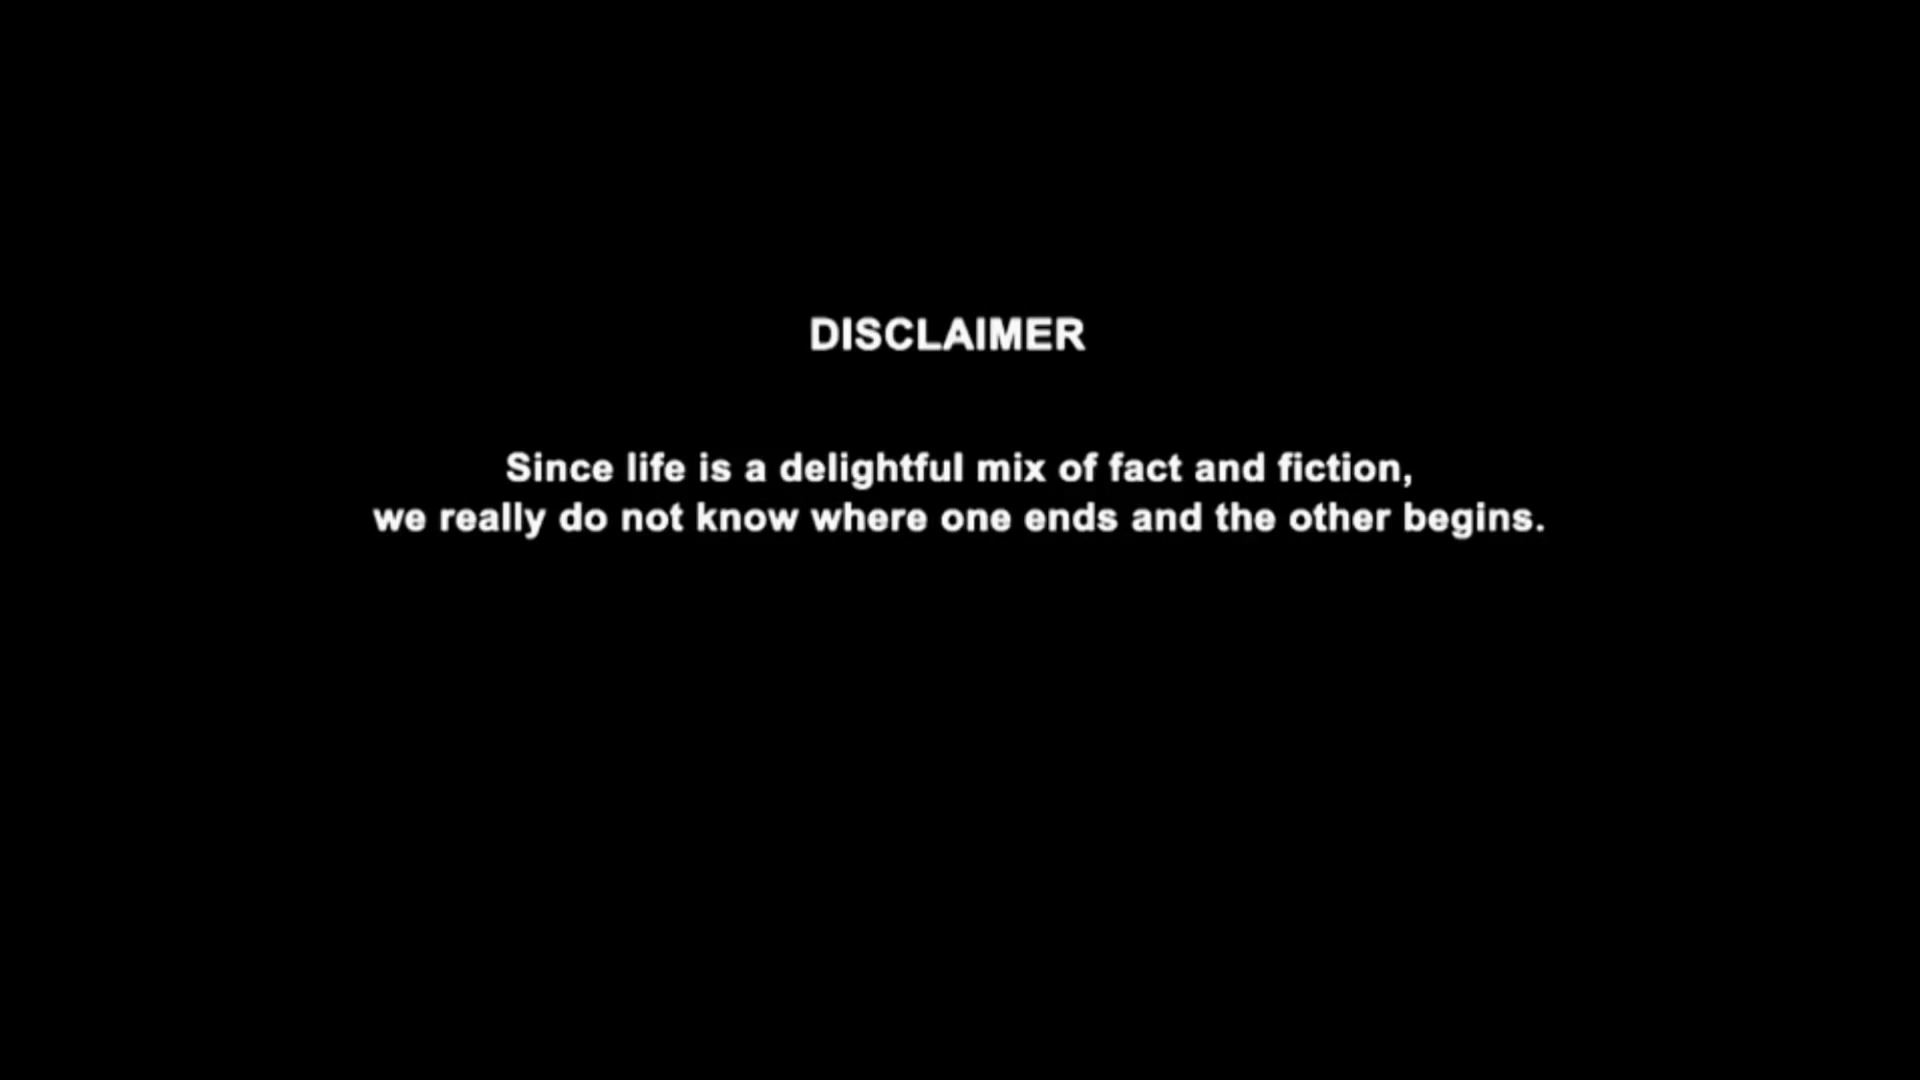 DISCLAIMER
Since life is a delightful mix of fact and fiction,
we really do not know where one ends and the other begins.